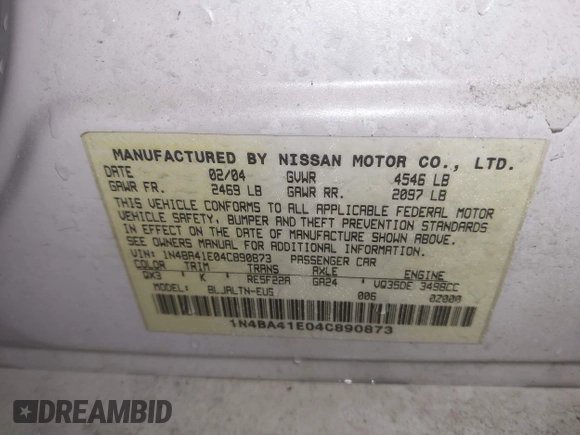 MANUFACTURED BY NISSAN MOTOR CO., LTD.
DATE 02/04 GVWR 4546 LB
GAWR FR. 2469 LB GAWR RR. 2097 LB
THIS VEHICLE CONFORMS TO ALL APPLICABLE FEDERAL MOTOR
VEHICLE SAFETY, BUMPER AND THEFT PREVENTION STANDARDS
IN EFFECT ON THE DATE OF MANUFACTURE SHOWN ABOVE.
SEE OWNERS MANUAL FOR ADDITIONAL INFORMATION.
VIN: 1N4BA41E04C890873 PASSENGER CAR
COLOR TRIM TRANS AXLE ENGINE
QX3 K RE5F22A GA24 VQ35DE 3498CC
MODEL: BLJALTN-EUS 006 0Z000
1N4BA41E04C890873
DREAMBID